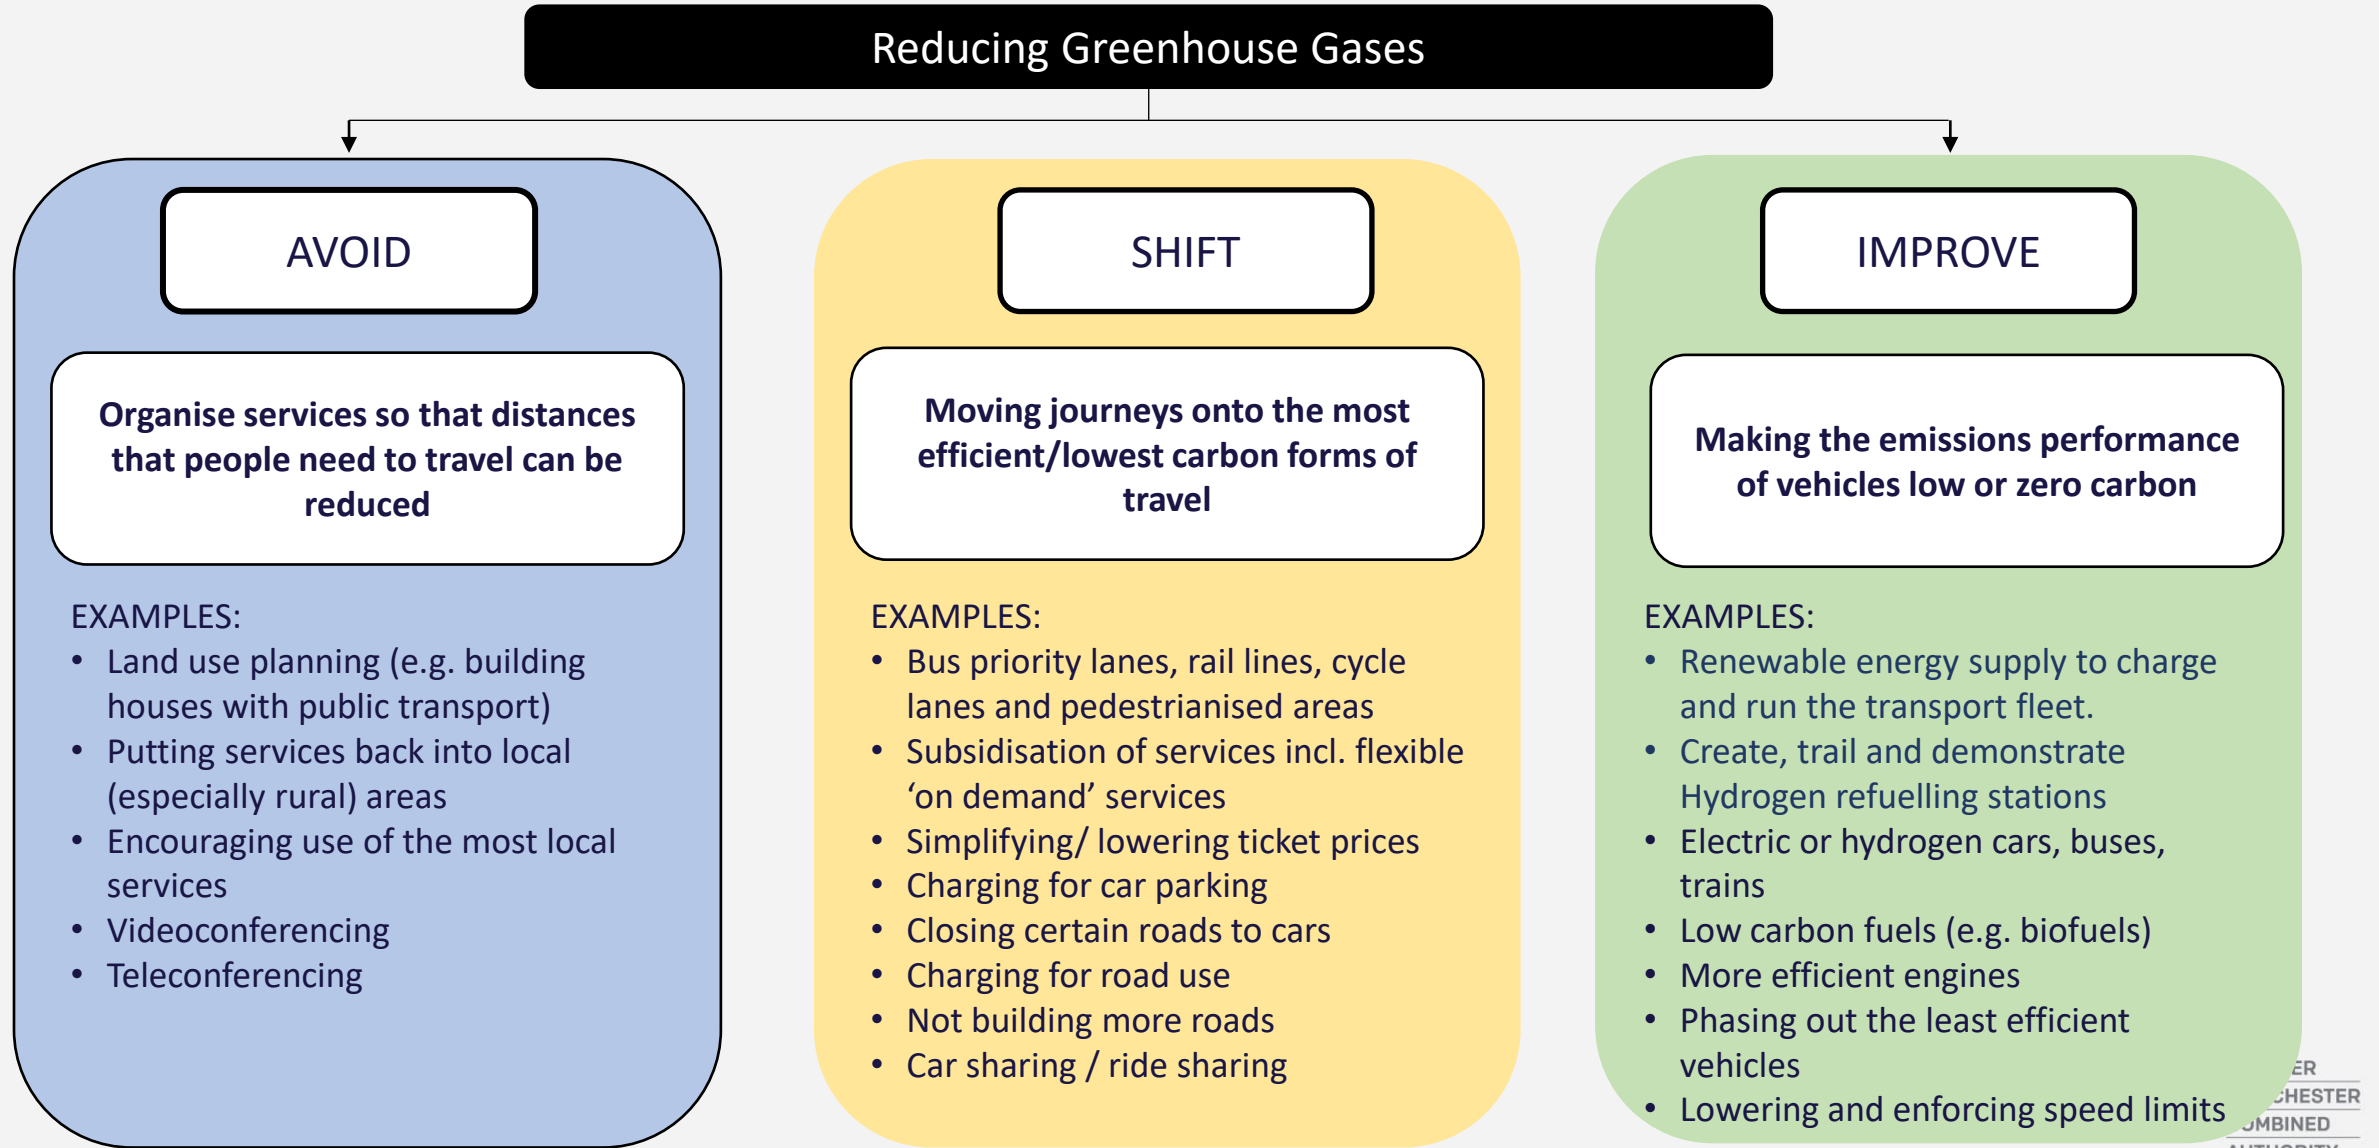 Reducing Greenhouse Gases
AVOID
Organise services so that distances
that people need to travel can be
reduced
EXAMPLES:
• Land use planning (e.g. building
houses with public transport)
• Putting services back into local
(especially rural) areas
• Encouraging use of the most local
services
• Videoconferencing
• Teleconferencing
SHIFT
Moving journeys onto the most
efficient/lowest carbon forms of
travel
EXAMPLES:
• Bus priority lanes, rail lines, cycle
lanes and pedestrianised areas
• Subsidisation of services incl. flexible
‘on demand’ services
• Simplifying/ lowering ticket prices
• Charging for car parking
• Closing certain roads to cars
• Charging for road use
• Not building more roads
• Car sharing / ride sharing
IMPROVE
Making the emissions performance
of vehicles low or zero carbon
EXAMPLES:
• Renewable energy supply to charge
and run the transport fleet.
• Create, trail and demonstrate
Hydrogen refuelling stations
• Electric or hydrogen cars, buses,
trains
• Low carbon fuels (e.g. biofuels)
• More efficient engines
• Phasing out the least efficient
vehicles
• Lowering and enforcing speed limits